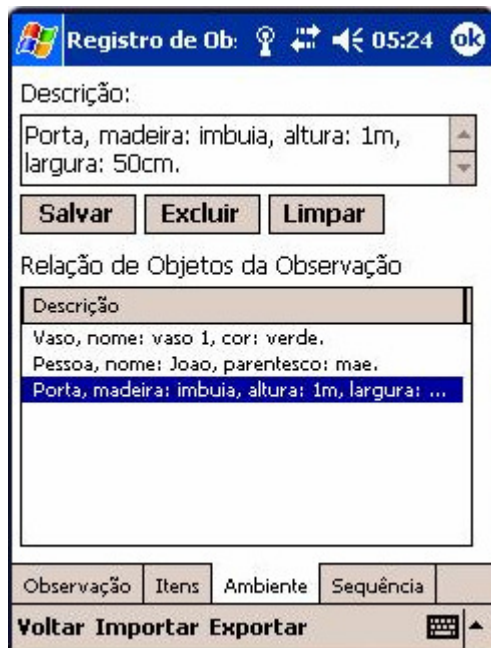 Registro de Ob: 05:24 ok
Descrição:
Porta, madeira: imbuia, altura: 1m,
largura: 50cm.
Salvar Excluir Limpar
Relação de Objetos da Observação
Descrição
Vaso, nome: vaso 1, cor: verde.
Pessoa, nome: Joao, parentesco: mae.
Porta, madeira: imbuia, altura: 1m, largura: ...
Observação Itens Ambiente Sequência
Voltar Importar Exportar